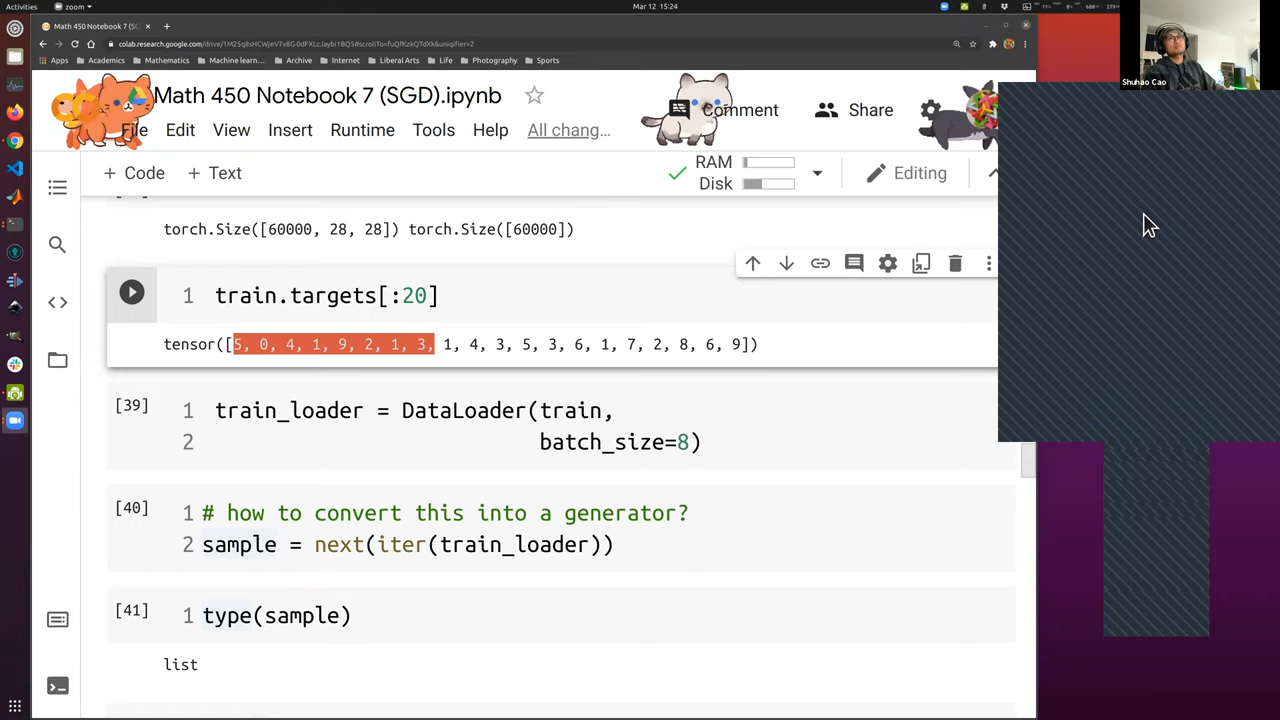 Activities
zoom
Mar 12 15:24
Math 450 Notebook 7 (SGD).ipynb
Shuhao Cao
Apps Academics Mathematics Machine learn... Archive Internet Liberal Arts Life Photography Sports
Math 450 Notebook 7 (SGD).ipynb
Comment
Share
File Edit View Insert Runtime Tools Help All chang...
+ Code + Text
RAM
Disk
Editing
torch.Size([60000, 28, 28]) torch.Size([60000])
1 train.targets[:20]
tensor([5, 0, 4, 1, 9, 2, 1, 3, 1, 4, 3, 5, 3, 6, 1, 7, 2, 8, 6, 9])
[39]
1 train_loader = DataLoader(train,
2 batch_size=8)
[40]
1 # how to convert this into a generator?
2 sample = next(iter(train_loader))
[41]
1 type(sample)
list